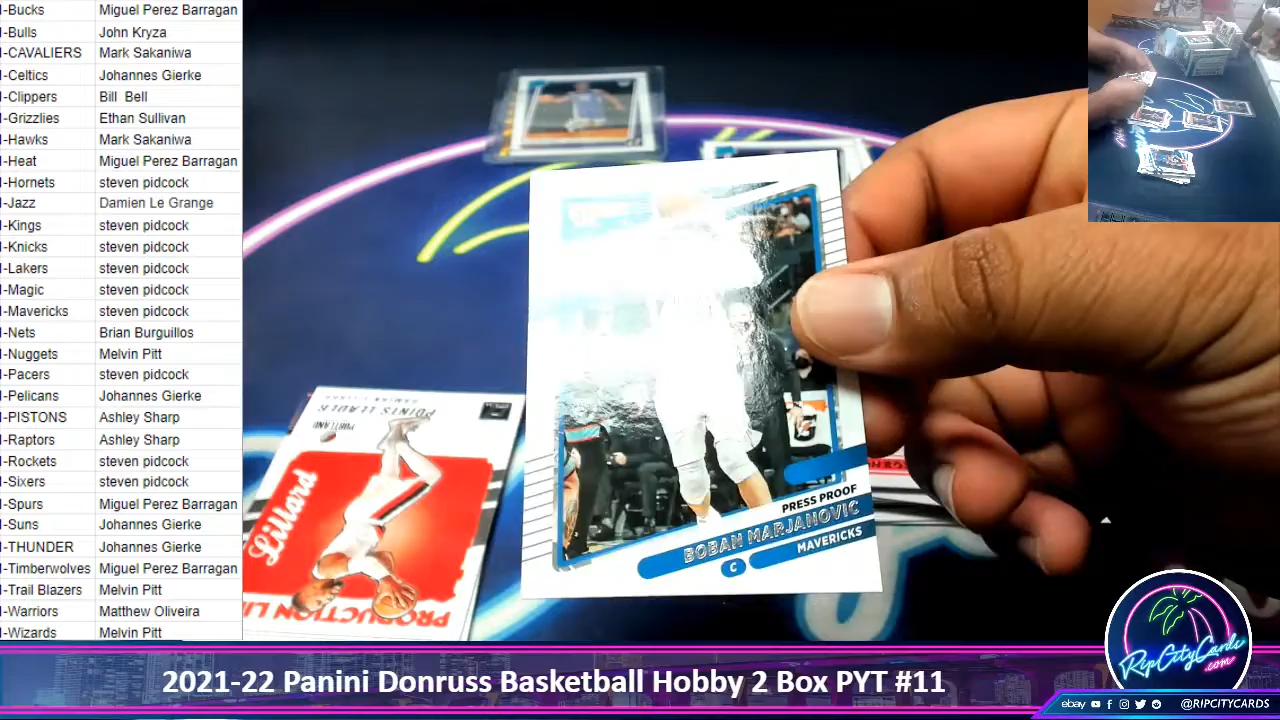 I-Bucks Miguel Perez Barragan
I-Bulls John Kryza
I-CAVALIERS Mark Sakaniwa
I-Celtics Johannes Gierke
I-Clippers Bill Bell
I-Grizzlies Ethan Sullivan
I-Hawks Mark Sakaniwa
I-Heat Miguel Perez Barragan
I-Hornets steven pidcock
I-Jazz Damien Le Grange
I-Kings steven pidcock
I-Knicks steven pidcock
I-Lakers steven pidcock
I-Magic steven pidcock
I-Mavericks steven pidcock
I-Nets Brian Burguillos
I-Nuggets Melvin Pitt
I-Pacers steven pidcock
I-Pelicans Johannes Gierke
I-PISTONS Ashley Sharp
I-Raptors Ashley Sharp
I-Rockets steven pidcock
I-Sixers steven pidcock
I-Spurs Miguel Perez Barragan
I-Suns Johannes Gierke
I-THUNDER Johannes Gierke
I-Timberwolves Miguel Perez Barragan
I-Trail Blazers Melvin Pitt
I-Warriors Matthew Oliveira
I-Wizards Melvin Pitt
PRESS PROOF
BOBAN MARJANOVIC
C MAVERICKS
POINTS LEADER
PORTLAND
Lillard
PRODUCTION LI
2021-22 Panini Donruss Basketball Hobby 2 Box PYT #11
RipCityCards
.com
ebay @RIPCITYCARDS